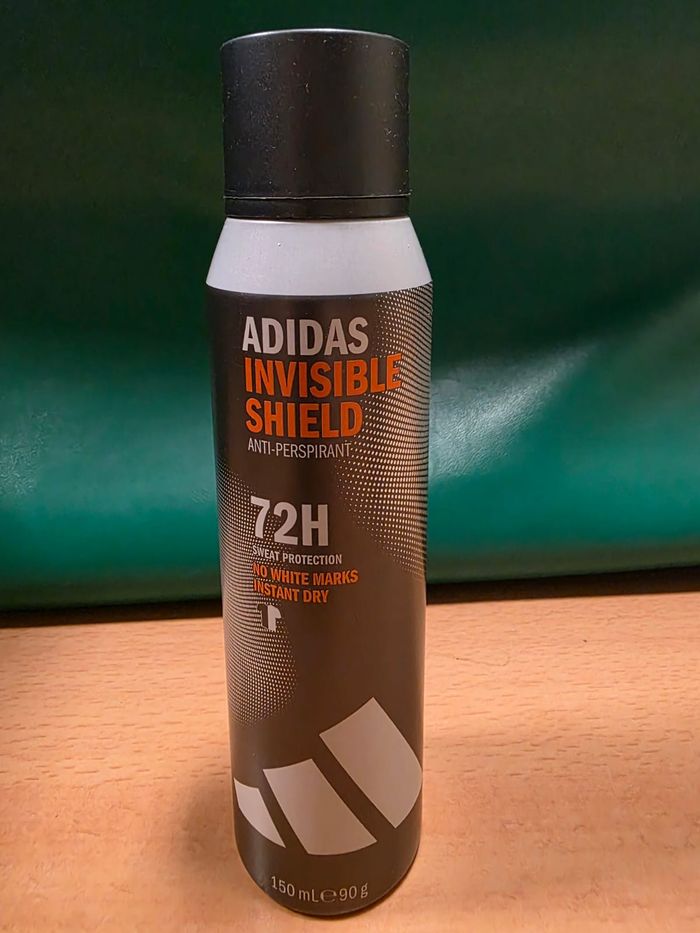 ADIDAS
INVISIBLE
SHIELD
ANTI-PERSPIRANT
72H
SWEAT PROTECTION
NO WHITE MARKS
INSTANT DRY
150 mL℮90 g